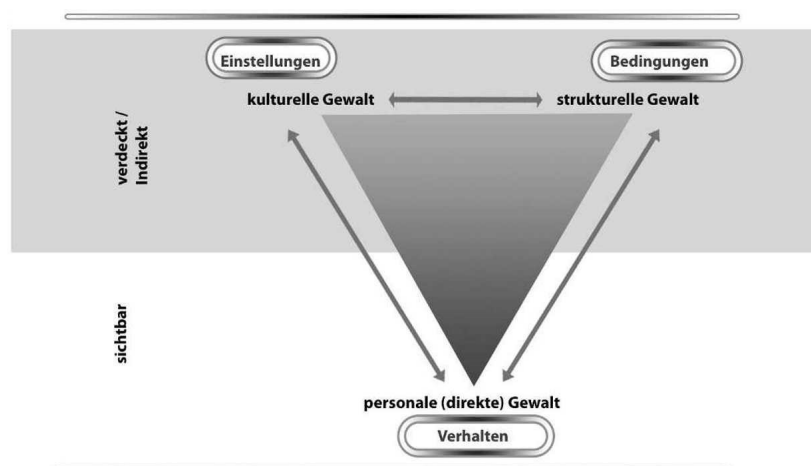 Einstellungen
Bedingungen
kulturelle Gewalt
strukturelle Gewalt
verdeckt /
Indirekt
sichtbar
personale (direkte) Gewalt
Verhalten